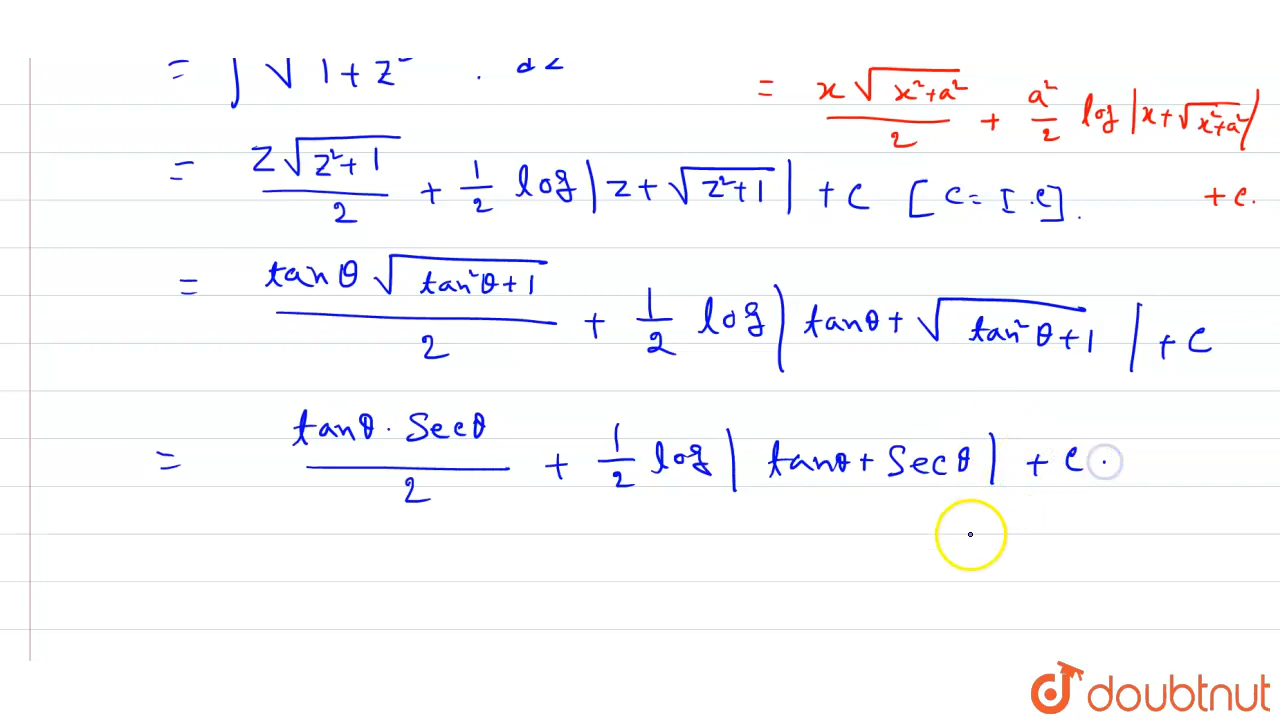 = ∫ √ 1 + z² . dz
= x √x²+a² / 2 + a²/2 log |x + √x²+a²| + c.
= z √z²+1 / 2 + 1/2 log | z + √z²+1 | + c [ c = I.C ].
= tan θ √tan²θ+1 / 2 + 1/2 log | tanθ + √tan²θ+1 | + c
= tanθ . Secθ / 2 + 1/2 log | tanθ + Secθ | + c .
doubtnut